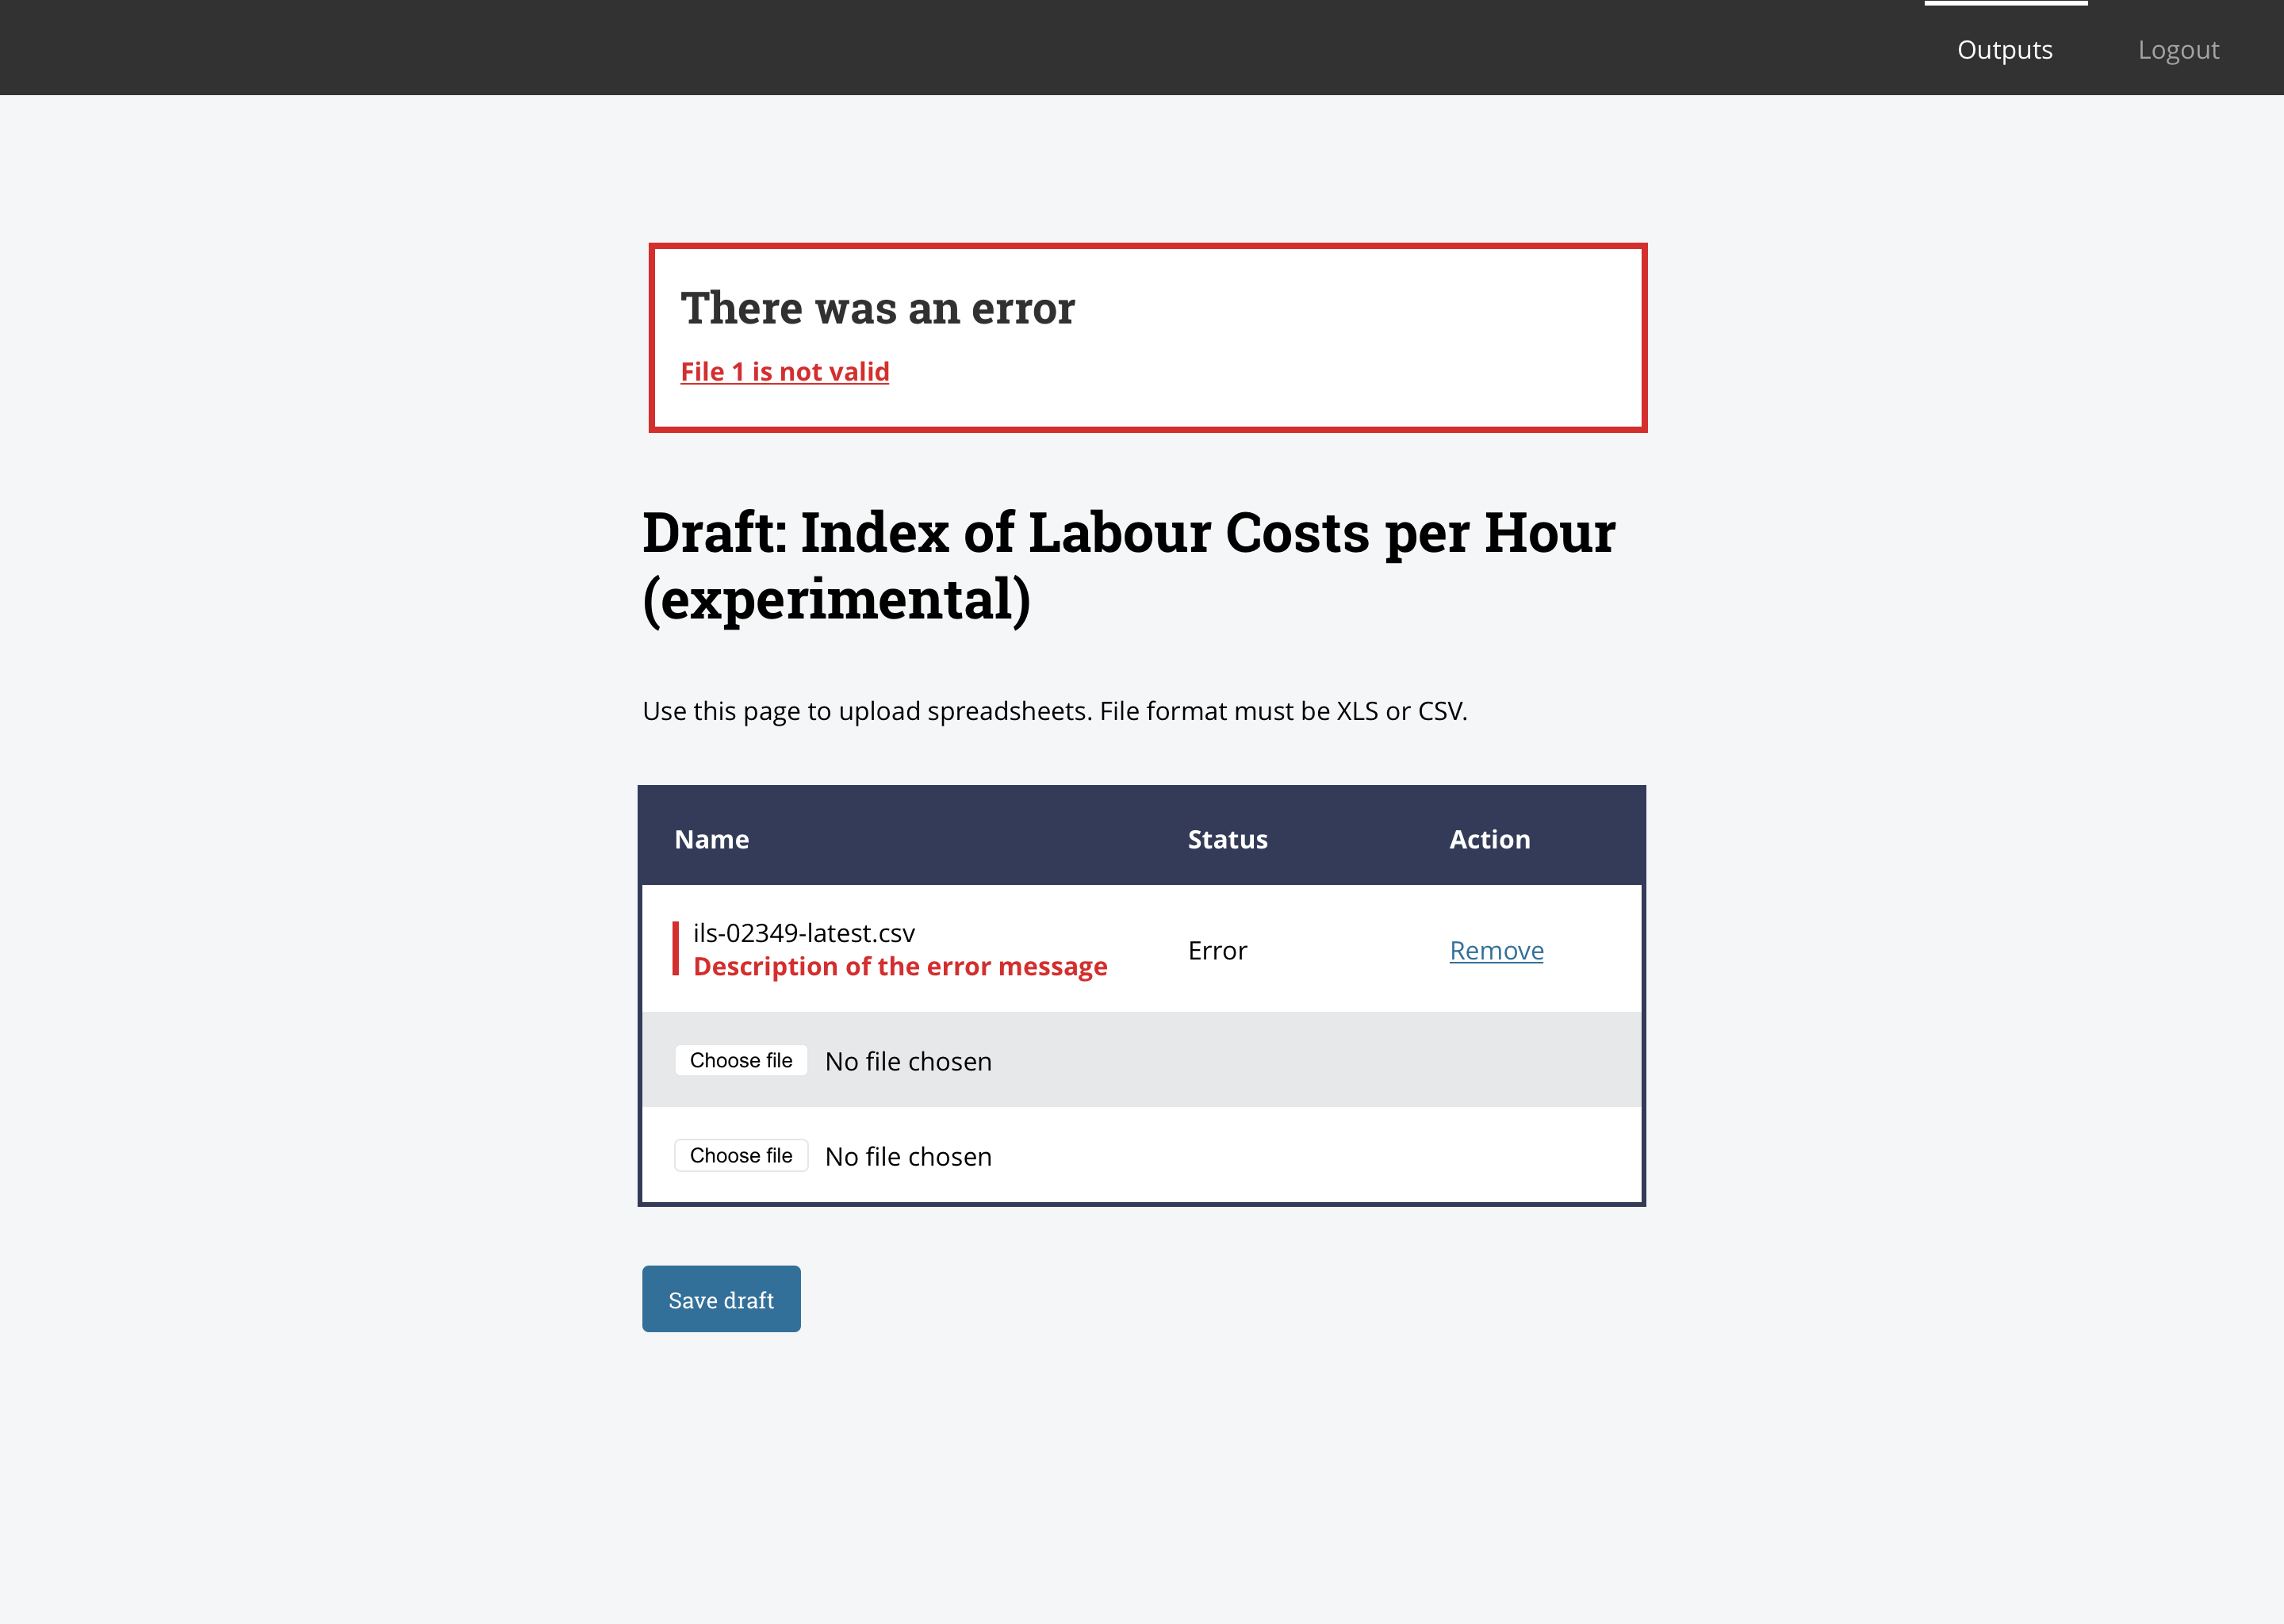 Outputs Logout
There was an error
File 1 is not valid
Draft: Index of Labour Costs per Hour
(experimental)
Use this page to upload spreadsheets. File format must be XLS or CSV.
Name Status Action
ils-02349-latest.csv
Description of the error message
Error Remove
Choose file No file chosen
Choose file No file chosen
Save draft